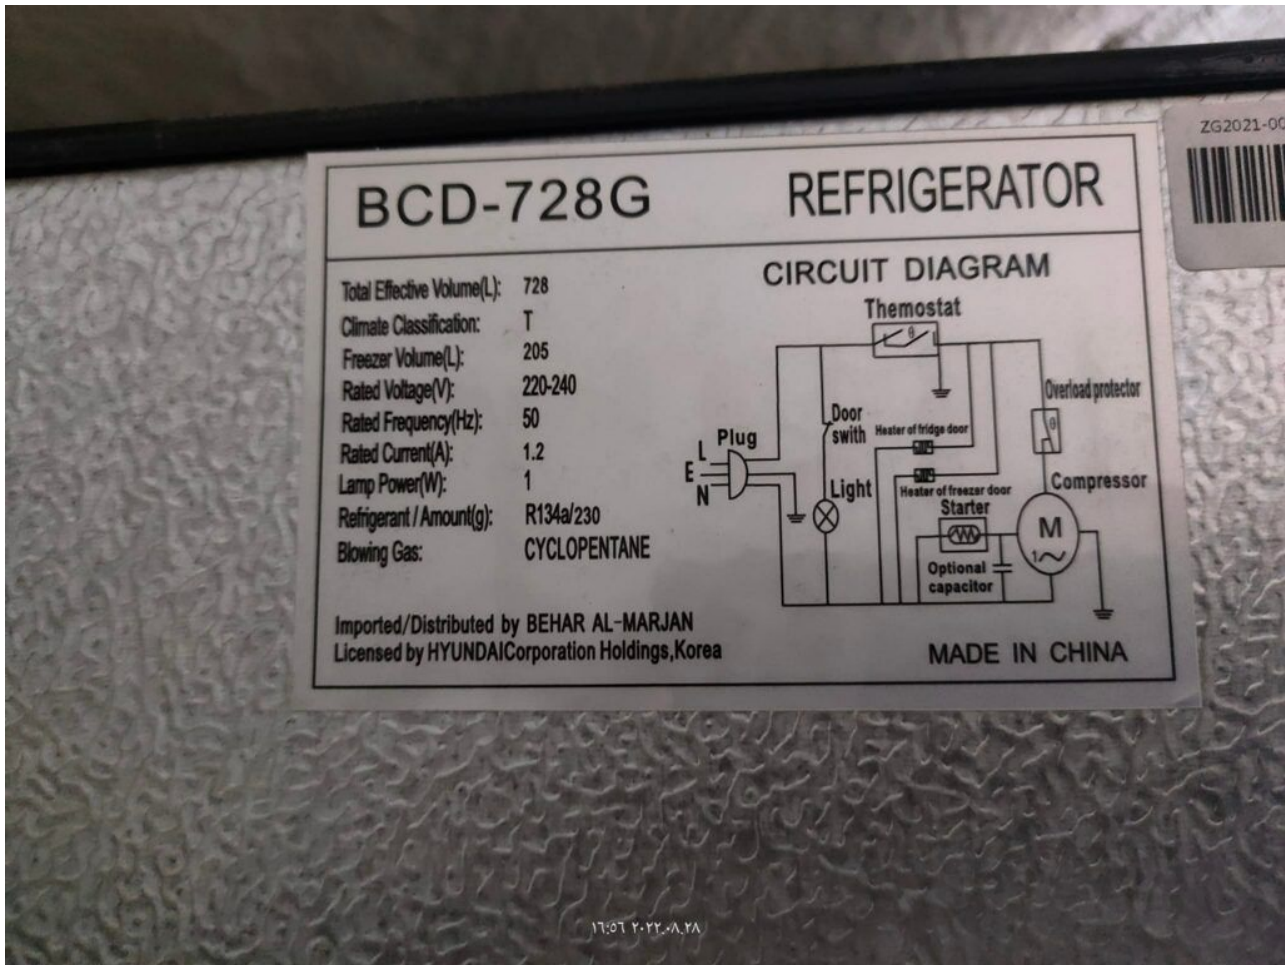 ZG2021-00
BCD-728G REFRIGERATOR
Total Effective Volume(L): 728
Climate Classification: T
Freezer Volume(L): 205
Rated Voltage(V): 220-240
Rated Frequency(Hz): 50
Rated Current(A): 1.2
Lamp Power(W): 1
Refrigerant / Amount(g): R134a/230
Blowing Gas: CYCLOPENTANE
Imported/Distributed by BEHAR AL-MARJAN
Licensed by HYUNDAICorporation Holdings,Korea
CIRCUIT DIAGRAM
Themostat
θ
Overload protector
θ
Door
swith
Heater of fridge door
Plug
L
E
N
Light
Heater of freezer door
Compressor
Starter
M
1~
Optional
capacitor
MADE IN CHINA
١٦:٥٦ ٢٠٢٢.٠٨.٢٨